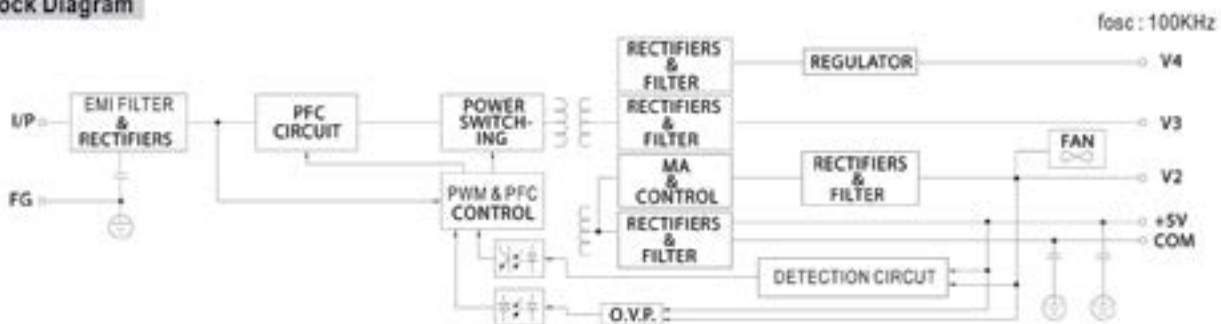 ock Diagram
fosc : 100KHz
RECTIFIERS
&
FILTER
REGULATOR
V4
I/P
EMI FILTER
&
RECTIFIERS
PFC
CIRCUIT
POWER
SWITCH-
ING
RECTIFIERS
&
FILTER
V3
FAN
FG
PWM & PFC
CONTROL
MA
&
CONTROL
RECTIFIERS
&
FILTER
V2
RECTIFIERS
&
FILTER
+5V
COM
DETECTION CIRCUT
O.V.P.